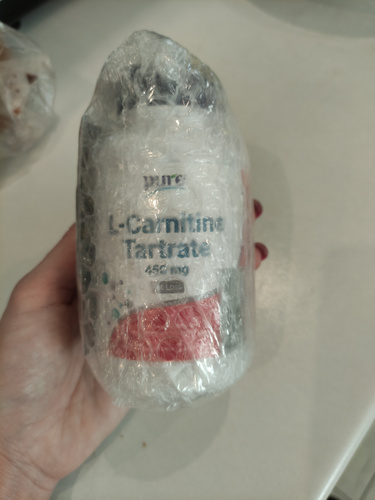 pure
L-Carnitine
Tartrate
450 mg